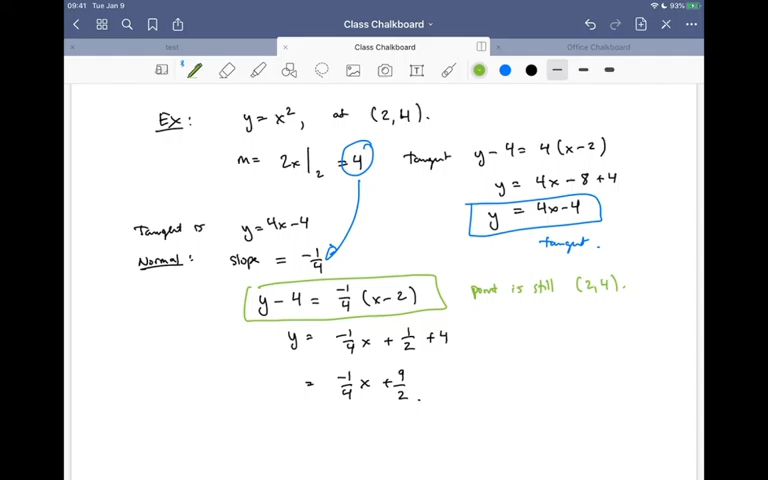 09:41 Tue Jan 9
93%
Class Chalkboard
test
Class Chalkboard
Office Chalkboard
Ex: y = x², at (2,4).
m = 2x|₂ = 4
tangent y - 4 = 4(x-2)
y = 4x - 8 + 4
y = 4x - 4
tangent.
Tangent is y = 4x - 4
Normal: slope = -1/4
y - 4 = -1/4 (x-2)
point is still (2,4).
y = -1/4 x + 1/2 + 4
= -1/4 x + 9/2.